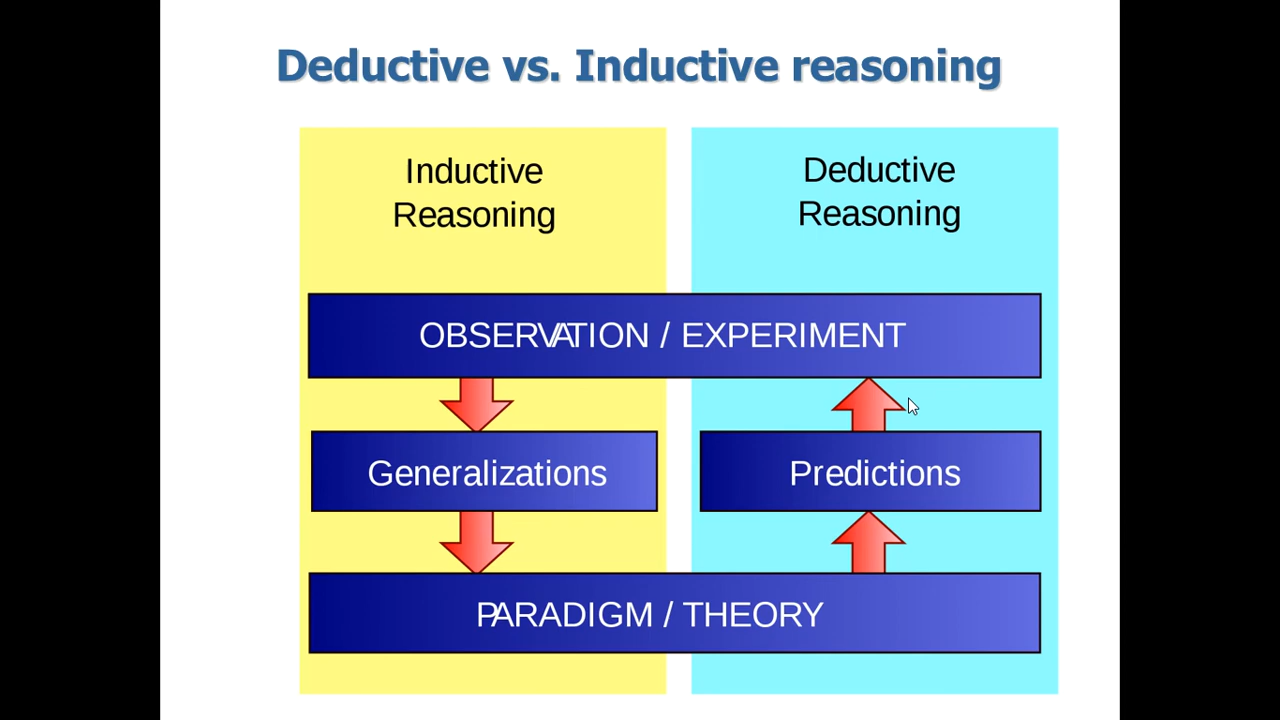 Deductive vs. Inductive reasoning
Inductive
Reasoning
Deductive
Reasoning
OBSERVATION / EXPERIMENT
Generalizations
Predictions
PARADIGM / THEORY